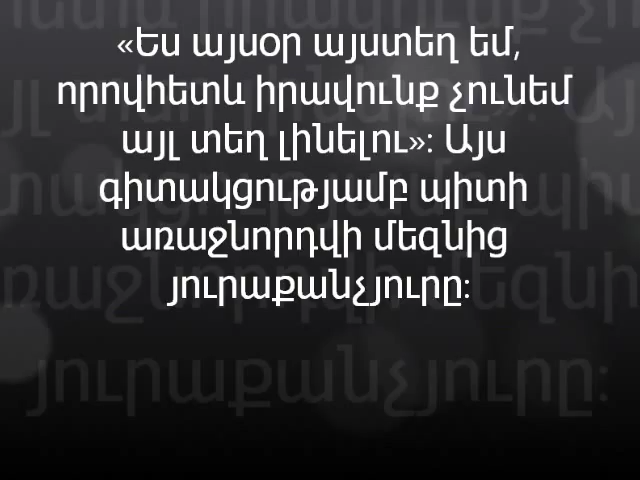 «Ես այսօր այստեղ եմ,
որովհետև իրավունք չունեմ
այլ տեղ լինելու»: Այս
գիտակցությամբ պիտի
առաջնորդվի մեզնից
յուրաքանչյուրը: